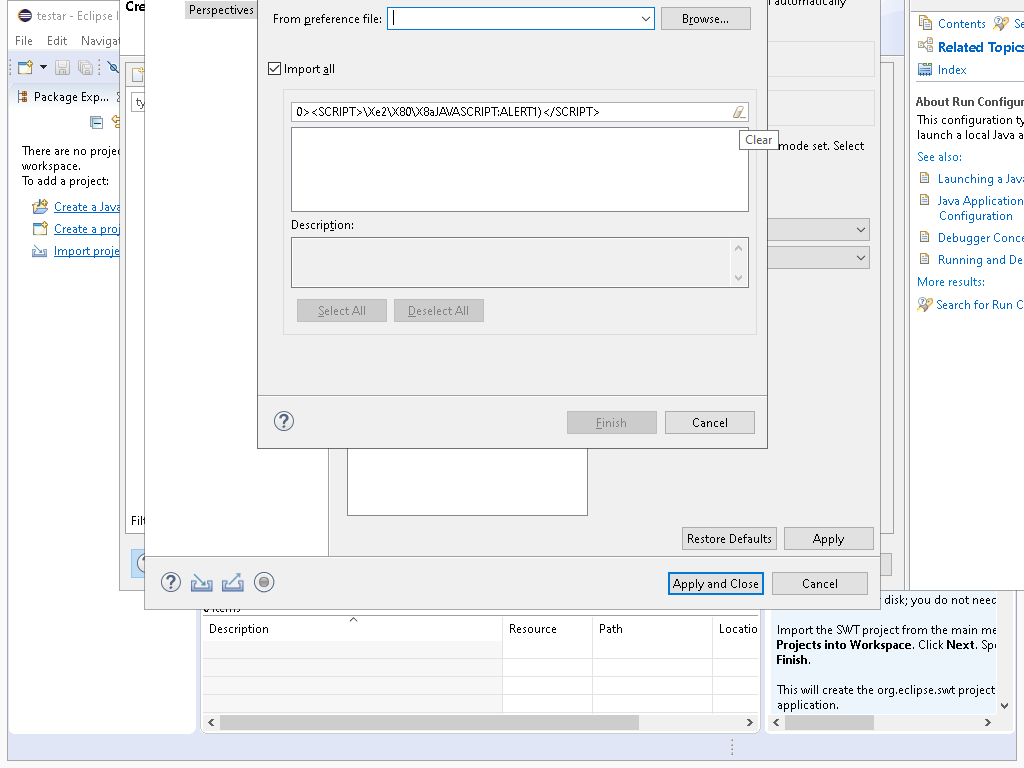 testar - Eclipse I
File Edit Navigat
Package Exp...
There are no projec
workspace.
To add a project:
Create a Java
Create a proj
Import proje
Cre
ty
Filt
Perspectives
From preference file:
Browse...
Import all
0><SCRIPT>\Xe2\X80\X8aJAVASCRIPT:ALERT1)</SCRIPT>
Clear
Description:
Select All
Deselect All
Finish
Cancel
automatically
mode set. Select
Restore Defaults
Apply
Apply and Close
Cancel
Contents
Se
Related Topics
Index
About Run Configur
This configuration ty
launch a local Java a
See also:
Launching a Java
Java Application
Configuration
Debugger Conce
Running and De
More results:
Search for Run C
items
Description
Resource
Path
Locatio
disk; you do not need
Import the SWT project from the main me
Projects into Workspace. Click Next. Spe
Finish.
This will create the org.eclipse.swt project
application.